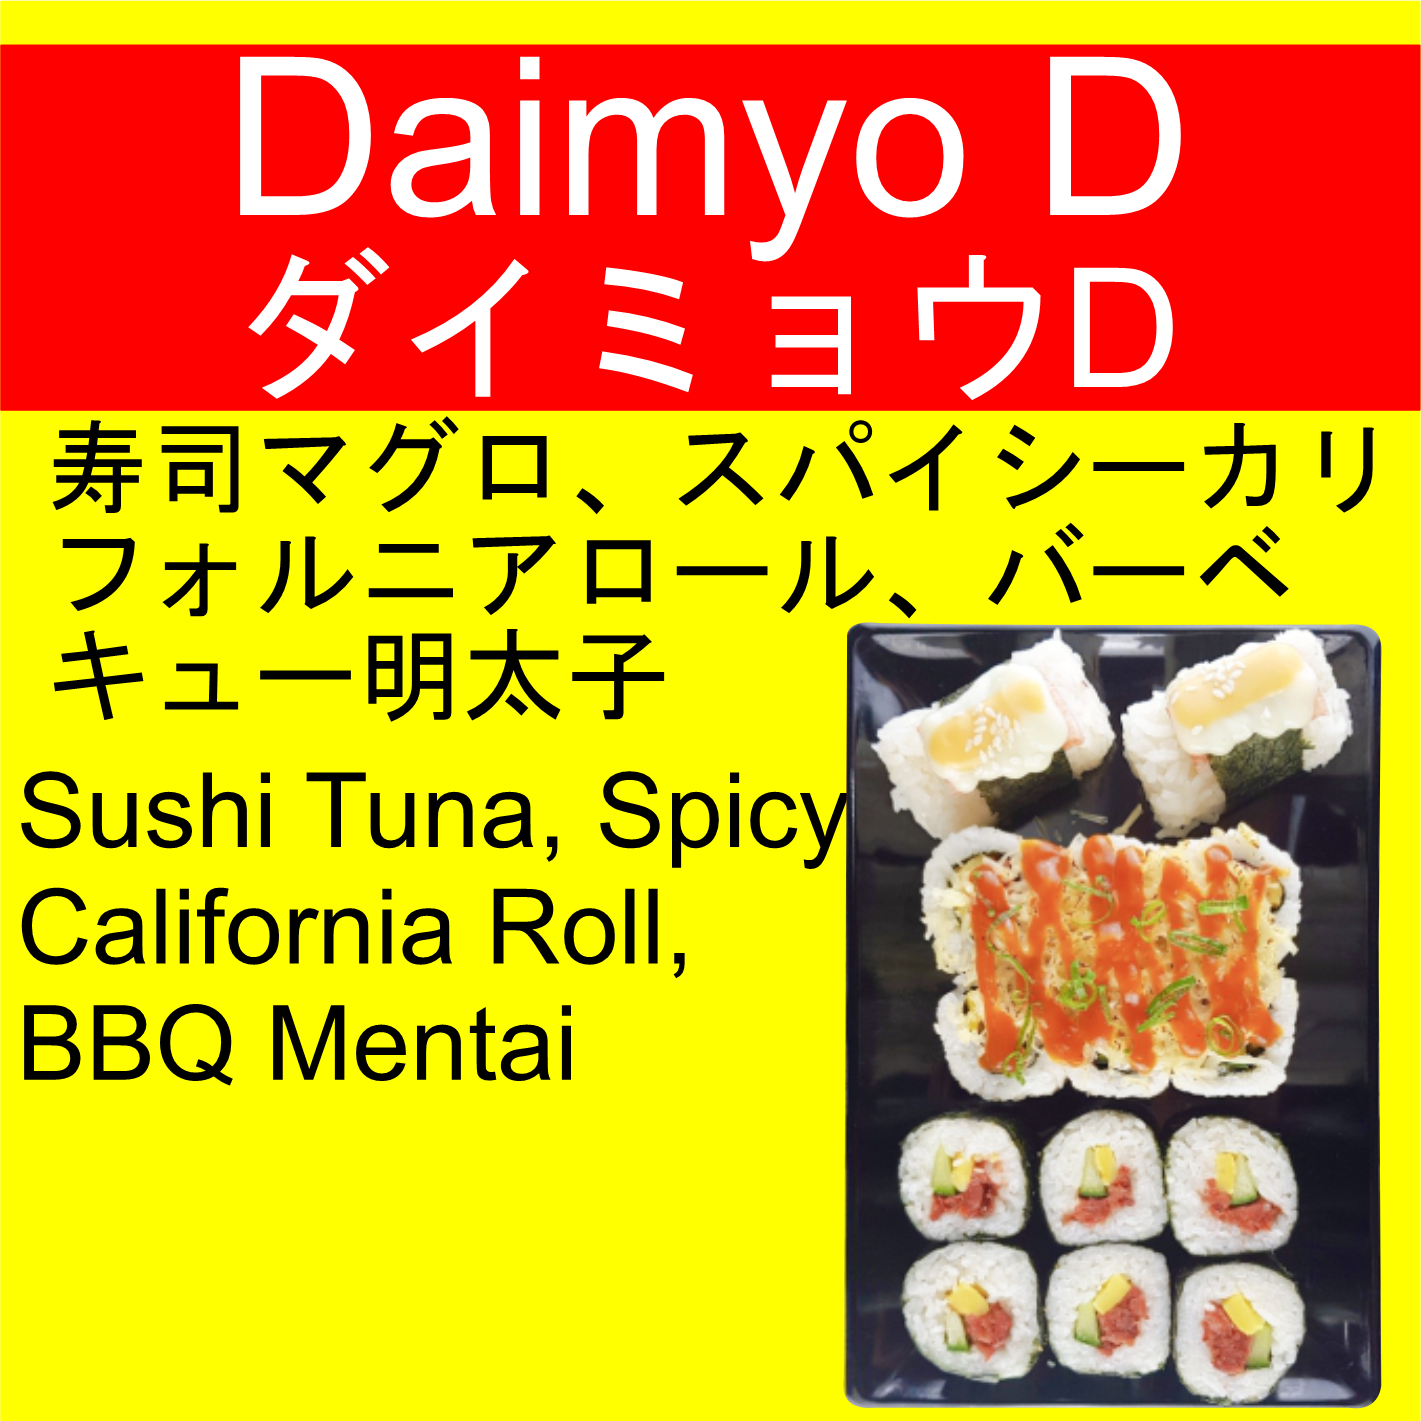 Daimyo D
ダイミョウD
寿司マグロ、スパイシーカリ
フォルニアロール、バーベ
キュー明太子
Sushi Tuna, Spicy
California Roll,
BBQ Mentai